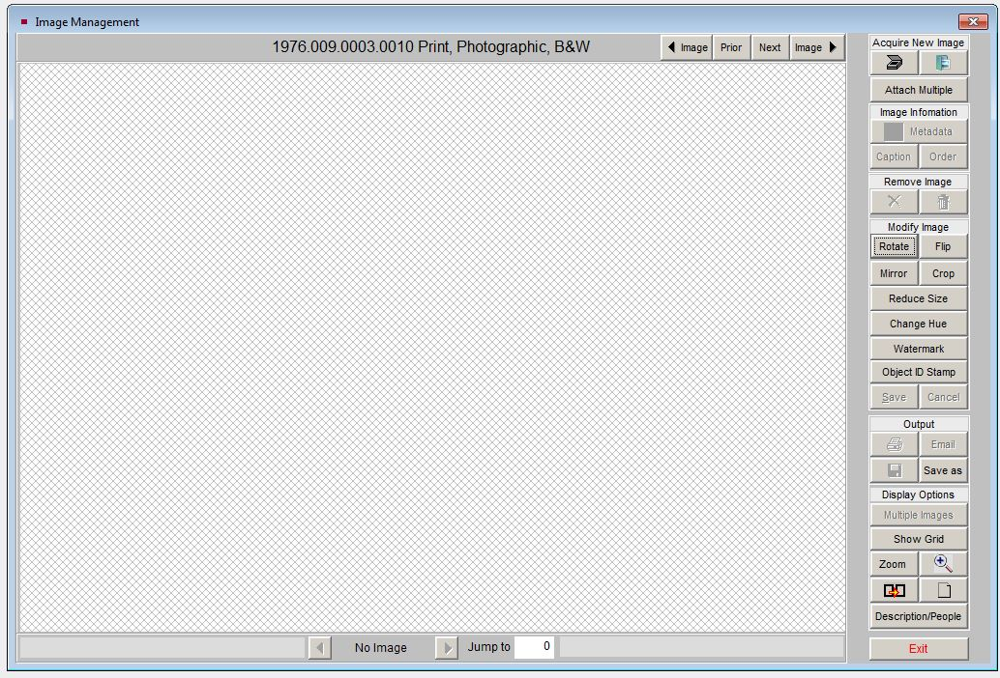 Image Management
1976.009.0003.0010 Print, Photographic, B&W
Image
Prior
Next
Image
Acquire New Image
Attach Multiple
Image Infomation
Metadata
Caption
Order
Remove Image
Modify Image
Rotate
Flip
Mirror
Crop
Reduce Size
Change Hue
Watermark
Object ID Stamp
Save
Cancel
Output
Email
Save as
Display Options
Multiple Images
Show Grid
Zoom
Description/People
No Image
Jump to
0
Exit